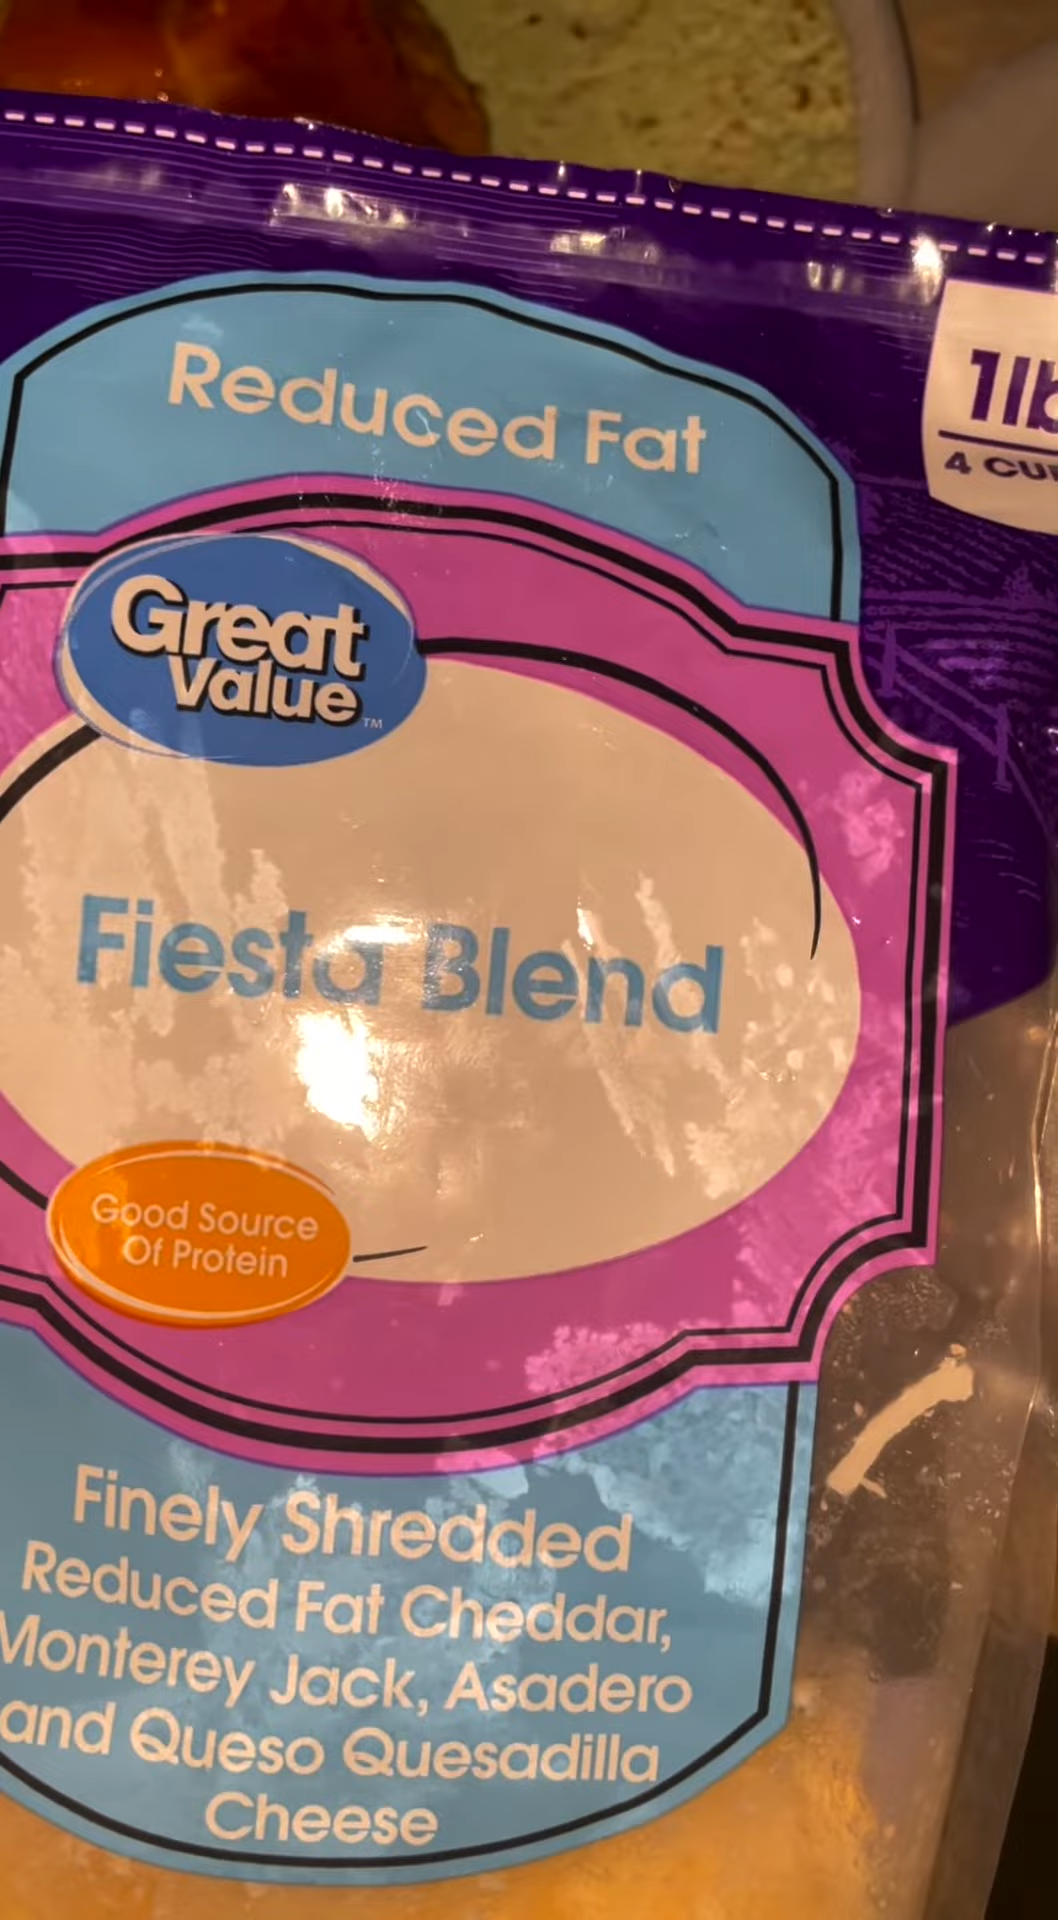 Reduced Fat
1lb
4 CU
Great
Value™
Fiesta Blend
Good Source
Of Protein
Finely Shredded
Reduced Fat Cheddar,
Monterey Jack, Asadero
and Queso Quesadilla
Cheese